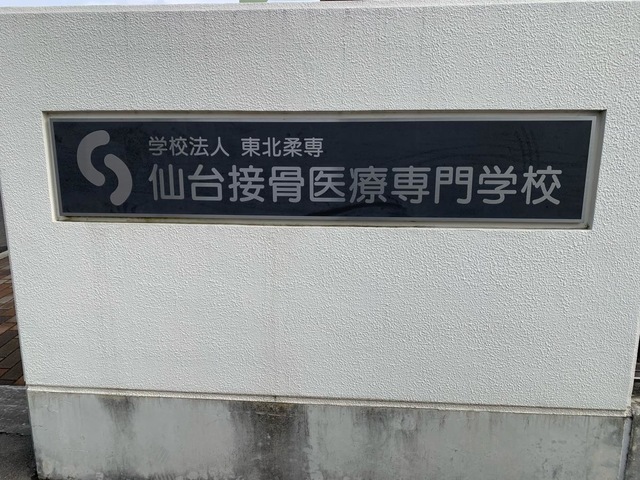 学校法人 東北柔専
仙台接骨医療専門学校